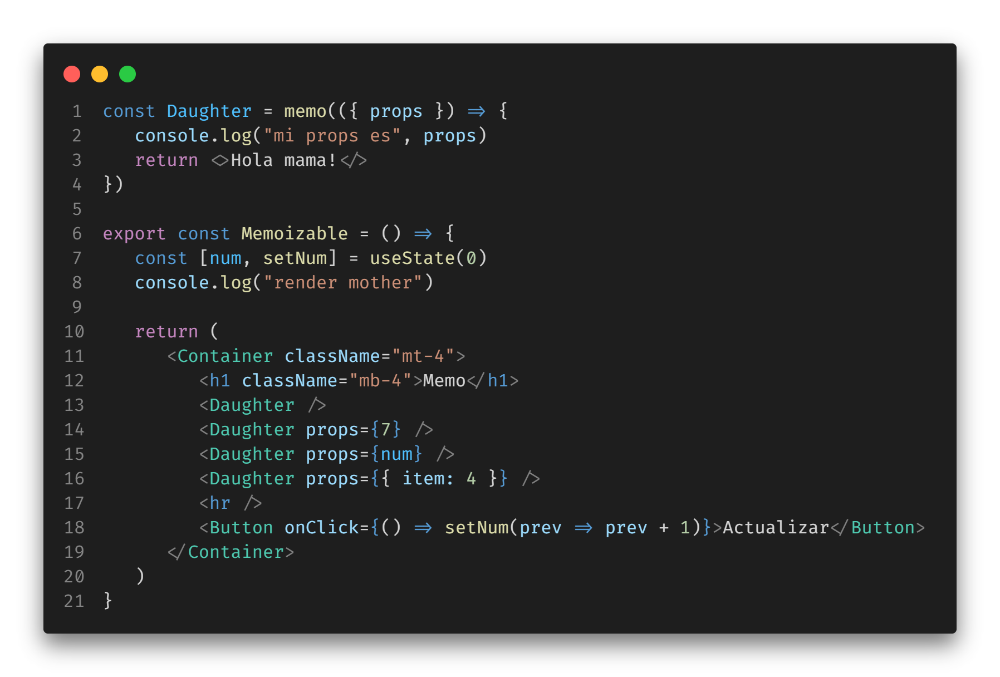 1 const Daughter = memo(({ props }) => {
2    console.log("mi props es", props)
3    return <>Hola mama!</>
4 })
5
6 export const Memoizable = () => {
7    const [num, setNum] = useState(0)
8    console.log("render mother")
9
10    return (
11       <Container className="mt-4">
12          <h1 className="mb-4">Memo</h1>
13          <Daughter />
14          <Daughter props={7} />
15          <Daughter props={num} />
16          <Daughter props={{ item: 4 }} />
17          <hr />
18          <Button onClick={() => setNum(prev => prev + 1)}>Actualizar</Button>
19       </Container>
20    )
21 }